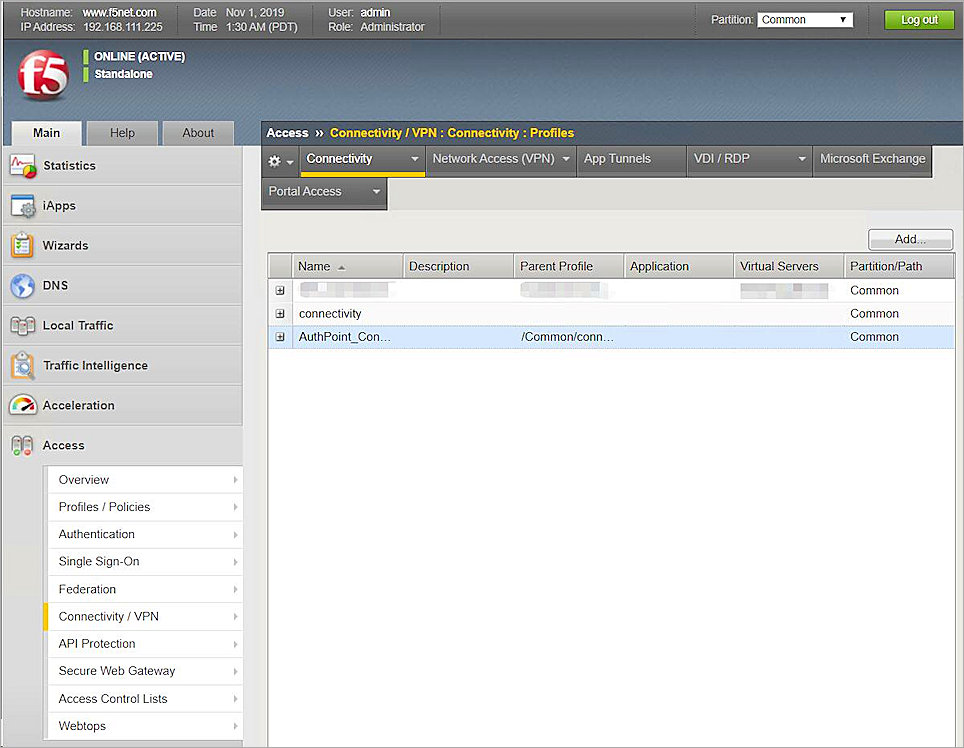 Hostname: www.f5net.com Date Nov 1, 2019 User: admin
IP Address: 192.168.111.225 Time 1:30 AM (PDT) Role: Administrator
Partition: Common Log out
f5
ONLINE (ACTIVE)
Standalone
Main Help About
Access ›› Connectivity / VPN : Connectivity : Profiles
Connectivity Network Access (VPN) App Tunnels VDI / RDP Microsoft Exchange
Portal Access
Statistics
iApps
Wizards
DNS
Local Traffic
Traffic Intelligence
Acceleration
Access
Overview
Profiles / Policies
Authentication
Single Sign-On
Federation
Connectivity / VPN
API Protection
Secure Web Gateway
Access Control Lists
Webtops
Add...
Name Description Parent Profile Application Virtual Servers Partition/Path
Common
connectivity Common
AuthPoint_Con... /Common/conn... Common